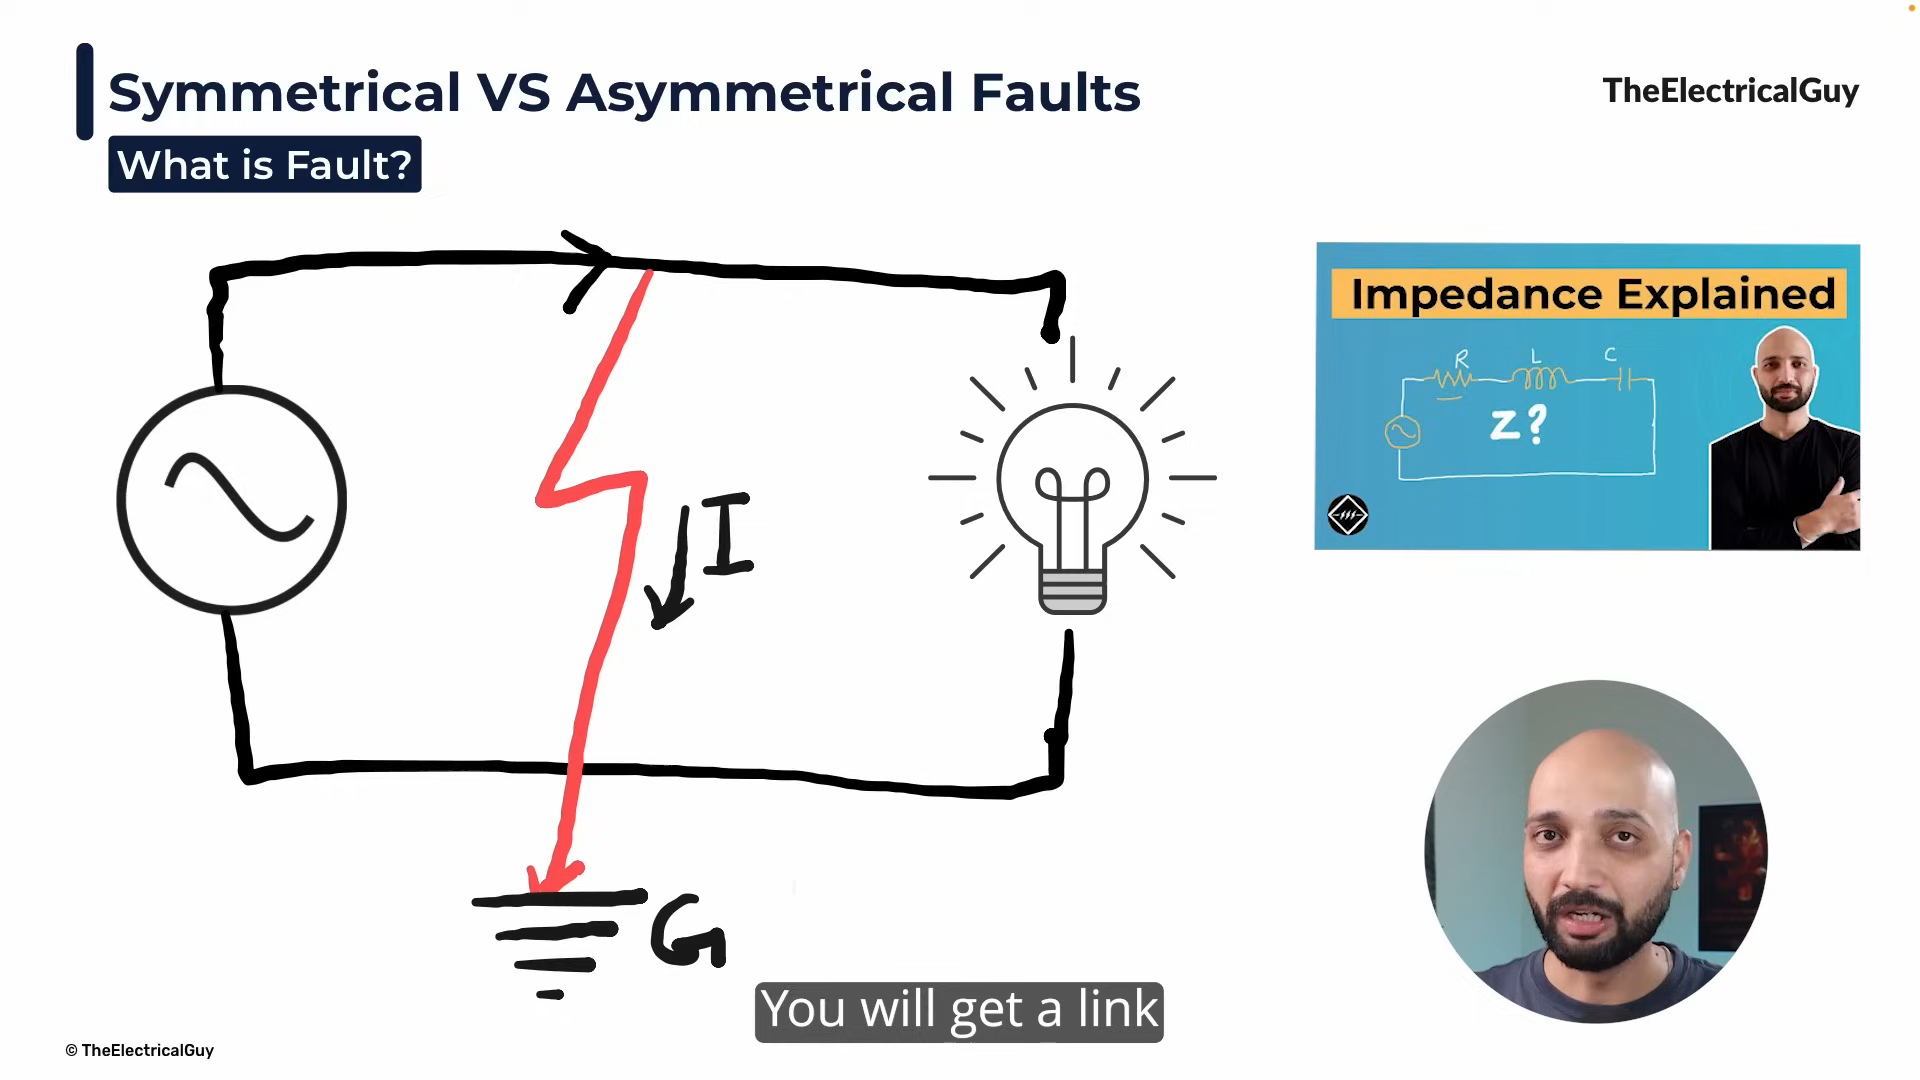 Symmetrical VS Asymmetrical Faults
TheElectricalGuy
What is Fault?
Impedance Explained
R L C
Z?
I
G
You will get a link
© TheElectricalGuy